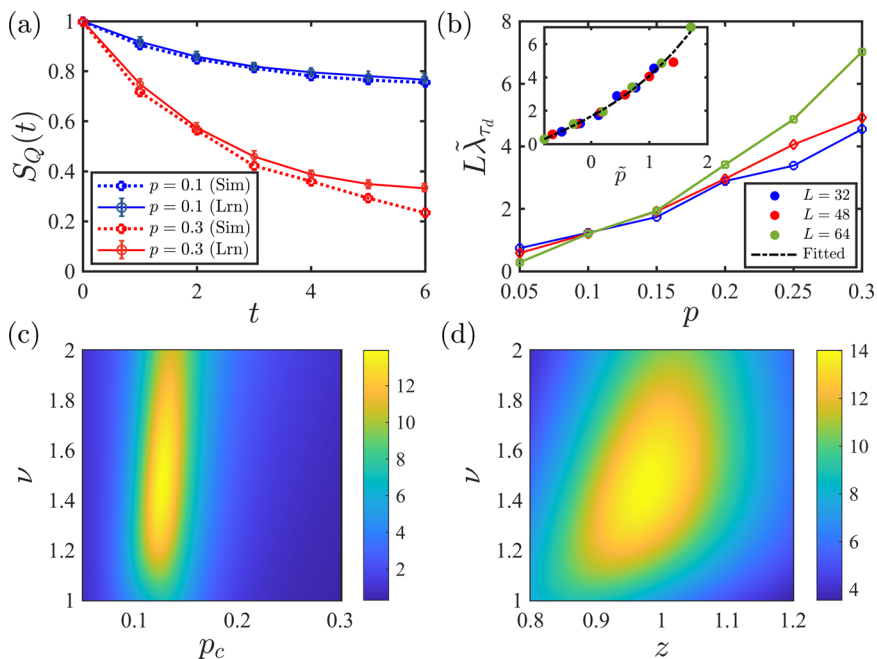 (a)
1
0.8
0.6
0.4
0.2
0
S_Q(t)
p = 0.1 (Sim)
p = 0.1 (Lrn)
p = 0.3 (Sim)
p = 0.3 (Lrn)
0 2 4 6
t
(b)
8
6
4
2
0
Lλ̃_{τ_d}
6
4
2
0
0 1 2
p̃
L = 32
L = 48
L = 64
Fitted
0.05 0.1 0.15 0.2 0.25 0.3
p
(c)
2
1.8
1.6
1.4
1.2
1
ν
0.1 0.2 0.3
p_c
12
10
8
6
4
2
(d)
2
1.8
1.6
1.4
1.2
1
ν
0.8 0.9 1 1.1 1.2
z
14
12
10
8
6
4